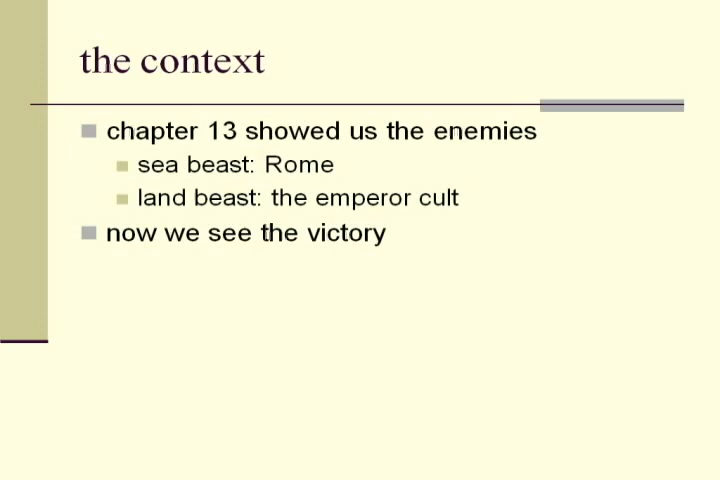 the context
chapter 13 showed us the enemies
sea beast: Rome
land beast: the emperor cult
now we see the victory